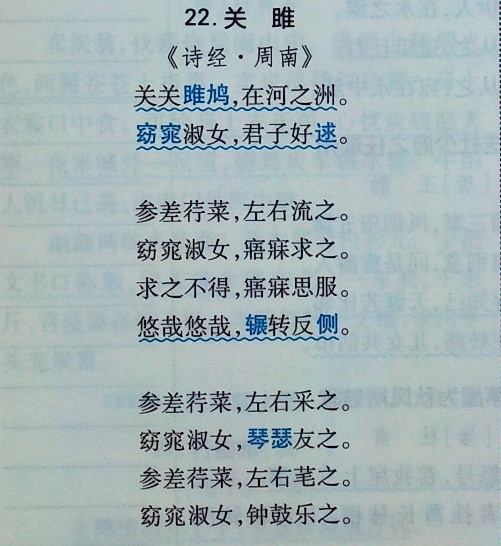 22.关 雎
《诗经·周南》
关关雎鸠,在河之洲。
窈窕淑女,君子好逑。
参差荇菜,左右流之。
窈窕淑女,寤寐求之。
求之不得,寤寐思服。
悠哉悠哉,辗转反侧。
参差荇菜,左右采之。
窈窕淑女,琴瑟友之。
参差荇菜,左右芼之。
窈窕淑女,钟鼓乐之。